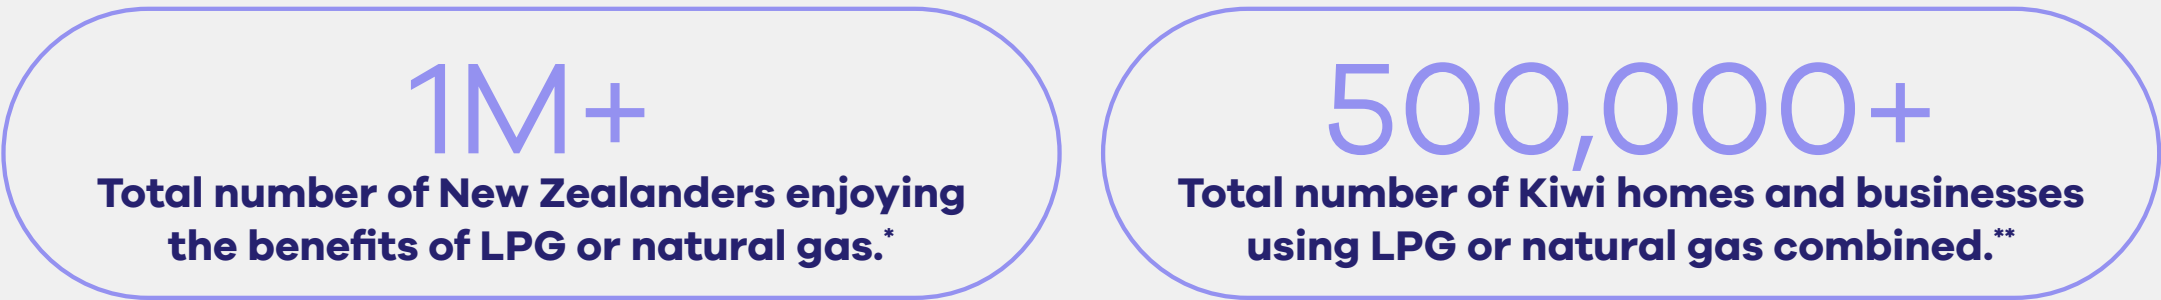 1M+
Total number of New Zealanders enjoying
the benefits of LPG or natural gas.*
500,000+
Total number of Kiwi homes and businesses
using LPG or natural gas combined.**